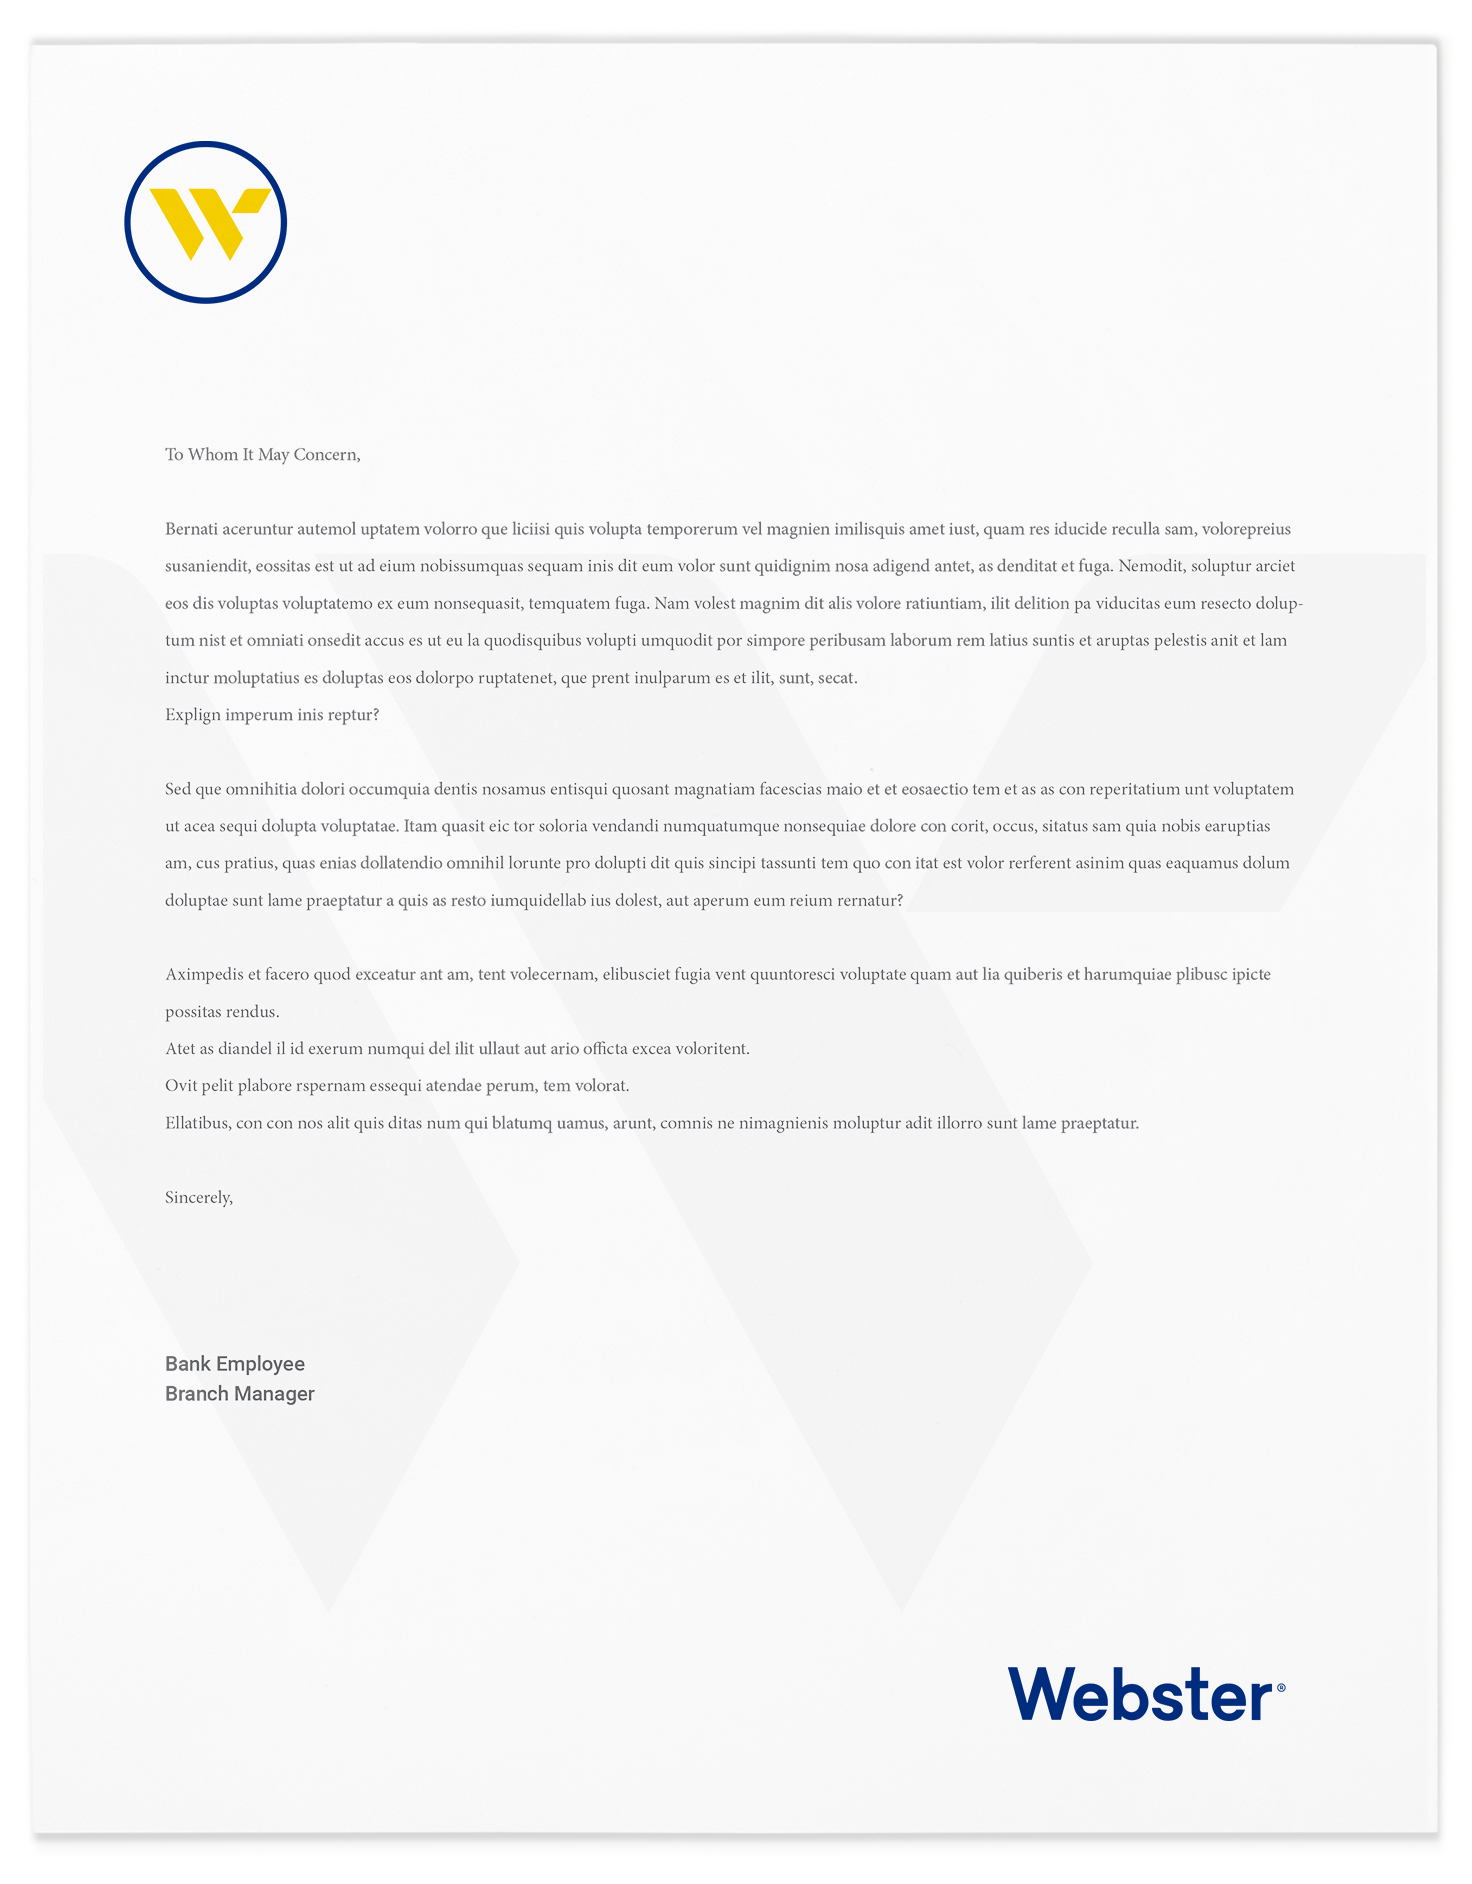 W
To Whom It May Concern,
Bernati aceruntur autemol uptatem volorro que liciisi quis volupta temporerum vel magnien imilisquis amet iust, quam res iducide reculla sam, volorepreius
susaniendit, eossitas est ut ad eium nobissumquas sequam inis dit eum volor sunt quidignim nosa adigend antet, as denditat et fuga. Nemodit, soluptur arciet
eos dis voluptas voluptatemo ex eum nonsequasit, temquatem fuga. Nam volest magnim dit alis volore ratiuntiam, ilit delition pa viducitas eum resecto dolup-
tum nist et omniati onsedit accus es ut eu la quodisquibus volupti umquodit por simpore peribusam laborum rem latius suntis et aruptas pelestis anit et lam
inctur moluptatius es doluptas eos dolorpo ruptatenet, que prent inulparum es et ilit, sunt, secat.
Explign imperum inis reptur?
Sed que omnihitia dolori occumquia dentis nosamus entisqui quosant magnatiam facescias maio et et eosaectio tem et as as con reperitatium unt voluptatem
ut acea sequi dolupta voluptatae. Itam quasit eic tor soloria vendandi numquatumque nonsequiae dolore con corit, occus, sitatus sam quia nobis earuptias
am, cus pratius, quas enias dollatendio omnihil lorunte pro dolupti dit quis sincipi tassunti tem quo con itat est volor rerferent asinim quas eaquamus dolum
doluptae sunt lame praeptatur a quis as resto iumquidellab ius dolest, aut aperum eum reium rernatur?
Aximpedis et facero quod exceatur ant am, tent volecernam, elibusciet fugia vent quuntoresci voluptate quam aut lia quiberis et harumquiae plibusc ipicte
possitas rendus.
Atet as diandel il id exerum numqui del ilit ullaut aut ario officta excea voloritent.
Ovit pelit plabore rspernam essequi atendae perum, tem volorat.
Ellatibus, con con nos alit quis ditas num qui blatumq uamus, arunt, comnis ne nimagnienis moluptur adit illorro sunt lame praeptatur.
Sincerely,
Bank Employee
Branch Manager
Webster®